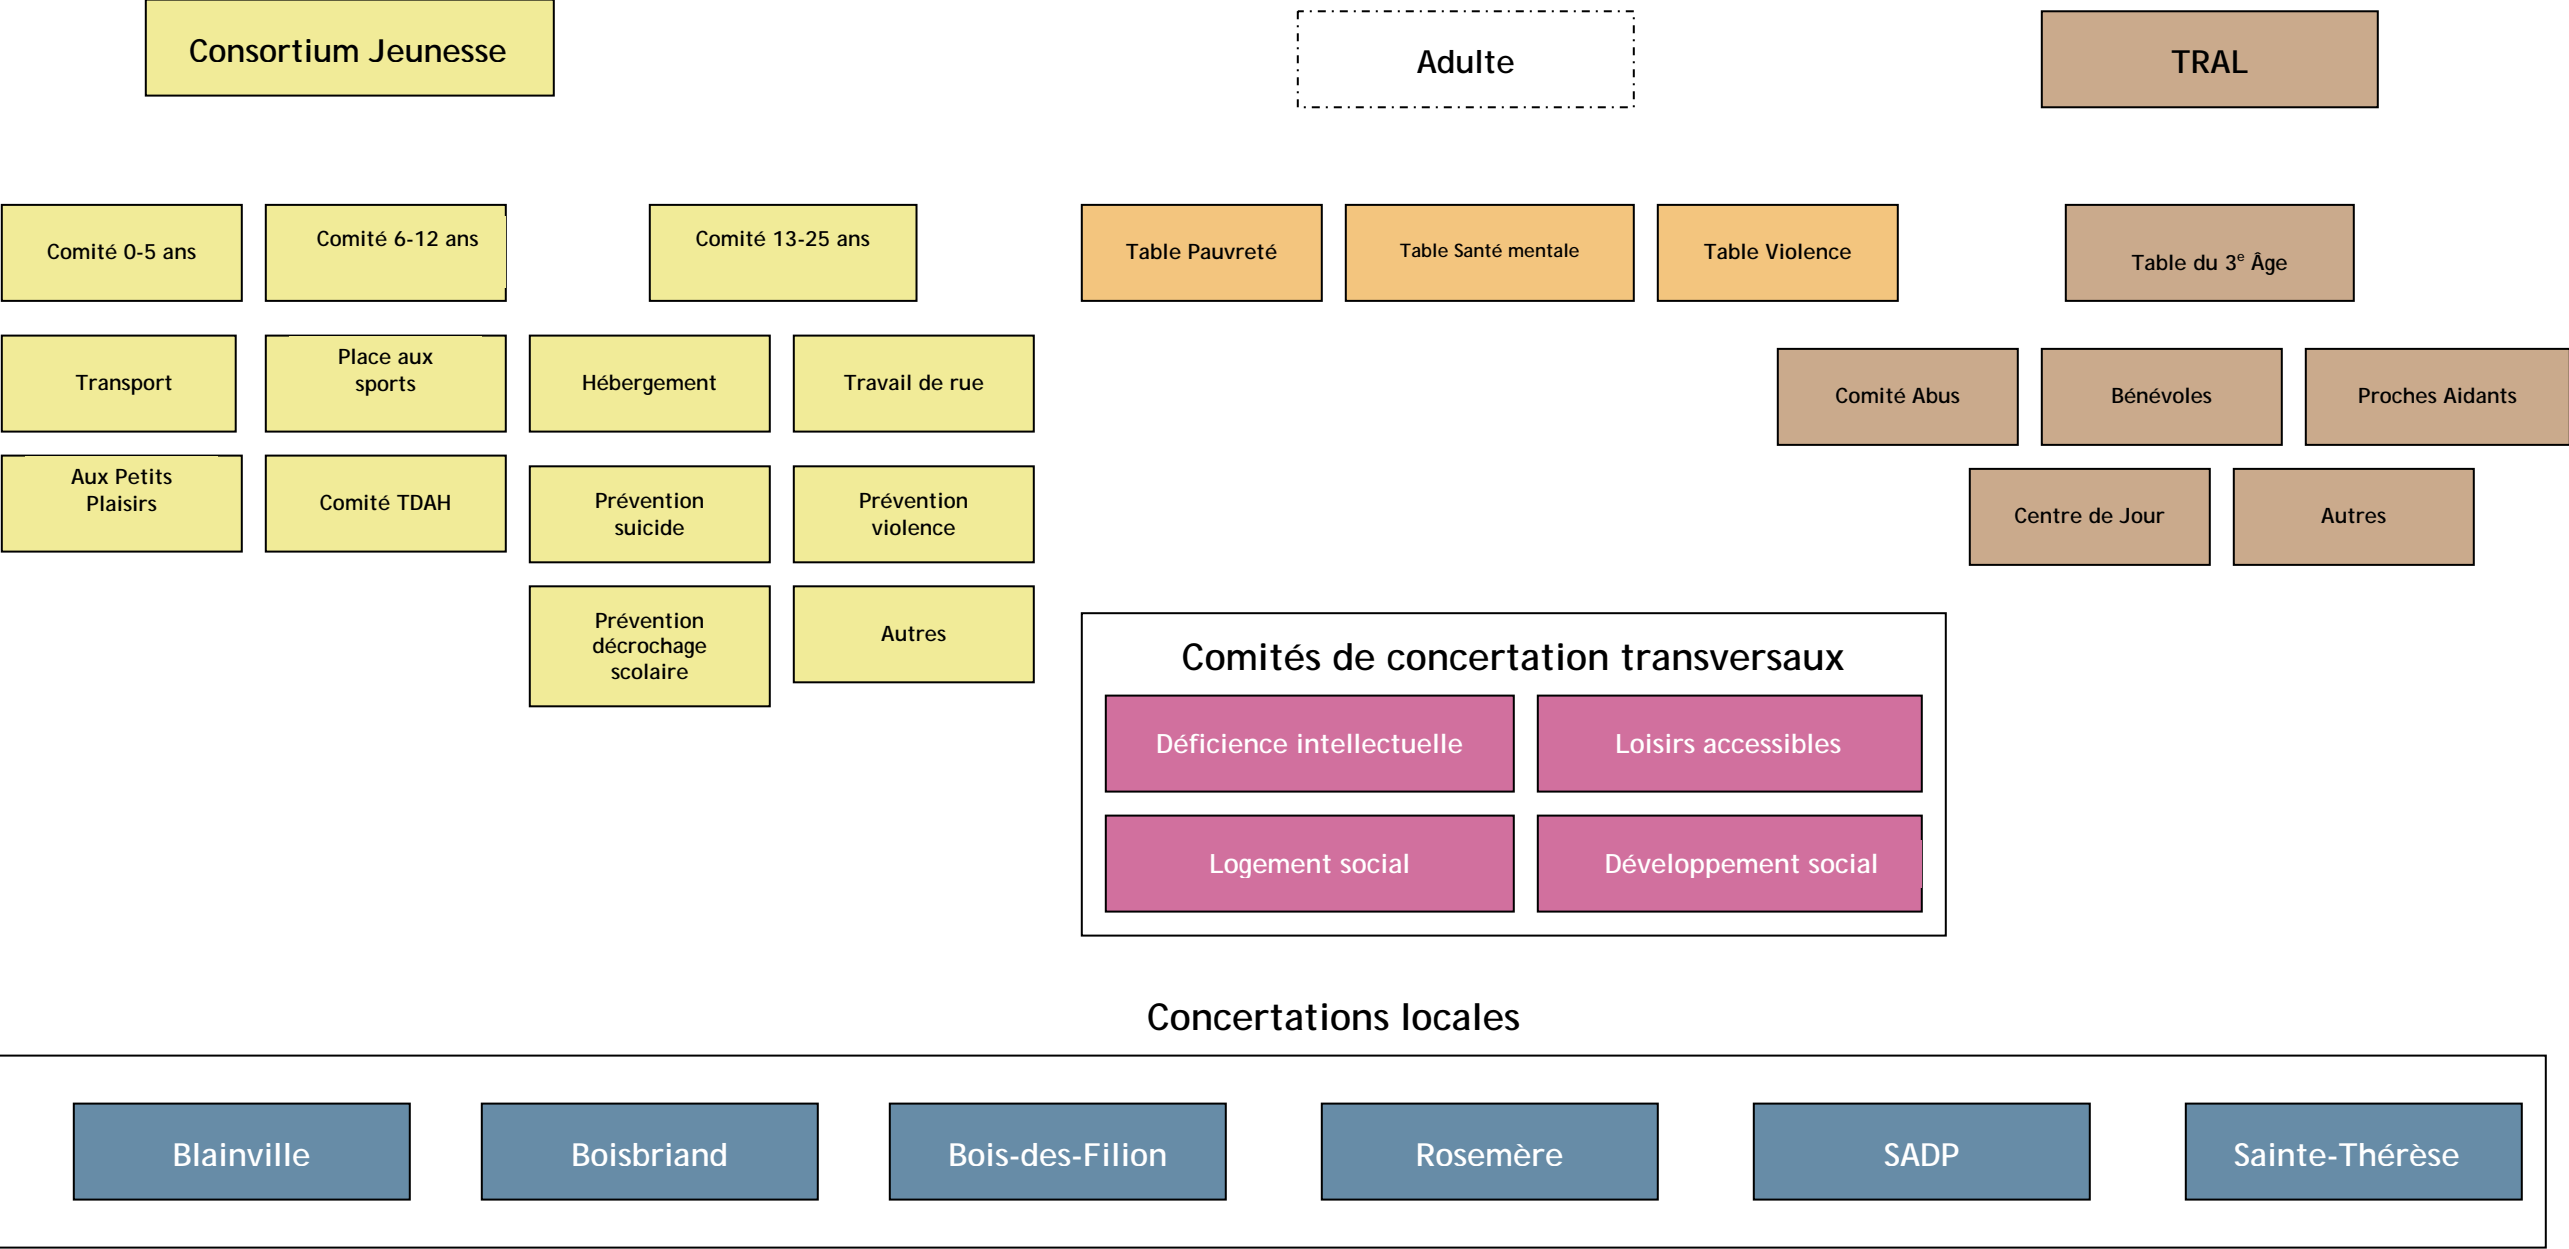 Consortium Jeunesse
Adulte
TRAL
Comité 0-5 ans
Comité 6-12 ans
Comité 13-25 ans
Table Pauvreté
Table Santé mentale
Table Violence
Table du 3e Âge
Transport
Place aux
sports
Hébergement
Travail de rue
Comité Abus
Bénévoles
Proches Aidants
Aux Petits
Plaisirs
Comité TDAH
Prévention
suicide
Prévention
violence
Centre de Jour
Autres
Prévention
décrochage
scolaire
Autres
Comités de concertation transversaux
Déficience intellectuelle
Loisirs accessibles
Logement social
Développement social
Concertations locales
Blainville
Boisbriand
Bois-des-Filion
Rosemère
SADP
Sainte-Thérèse